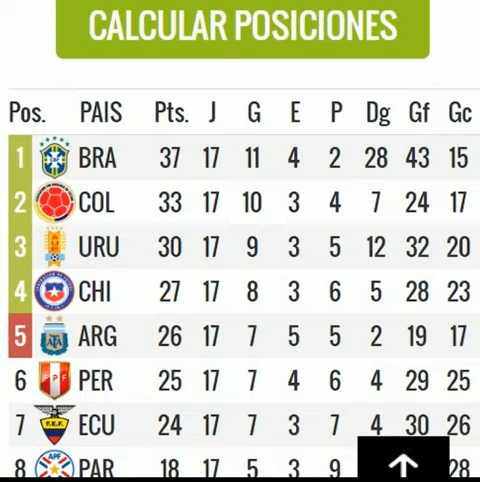 CALCULAR POSICIONES
Pos. PAIS Pts. J G E P Dg Gf Gc
1 BRA 37 17 11 4 2 28 43 15
2 COL 33 17 10 3 4 7 24 17
3 URU 30 17 9 3 5 12 32 20
4 CHI 27 17 8 3 6 5 28 23
5 ARG 26 17 7 5 5 2 19 17
6 PER 25 17 7 4 6 4 29 25
7 ECU 24 17 7 3 7 4 30 26
8 PAR 18 17 5 3 9 28